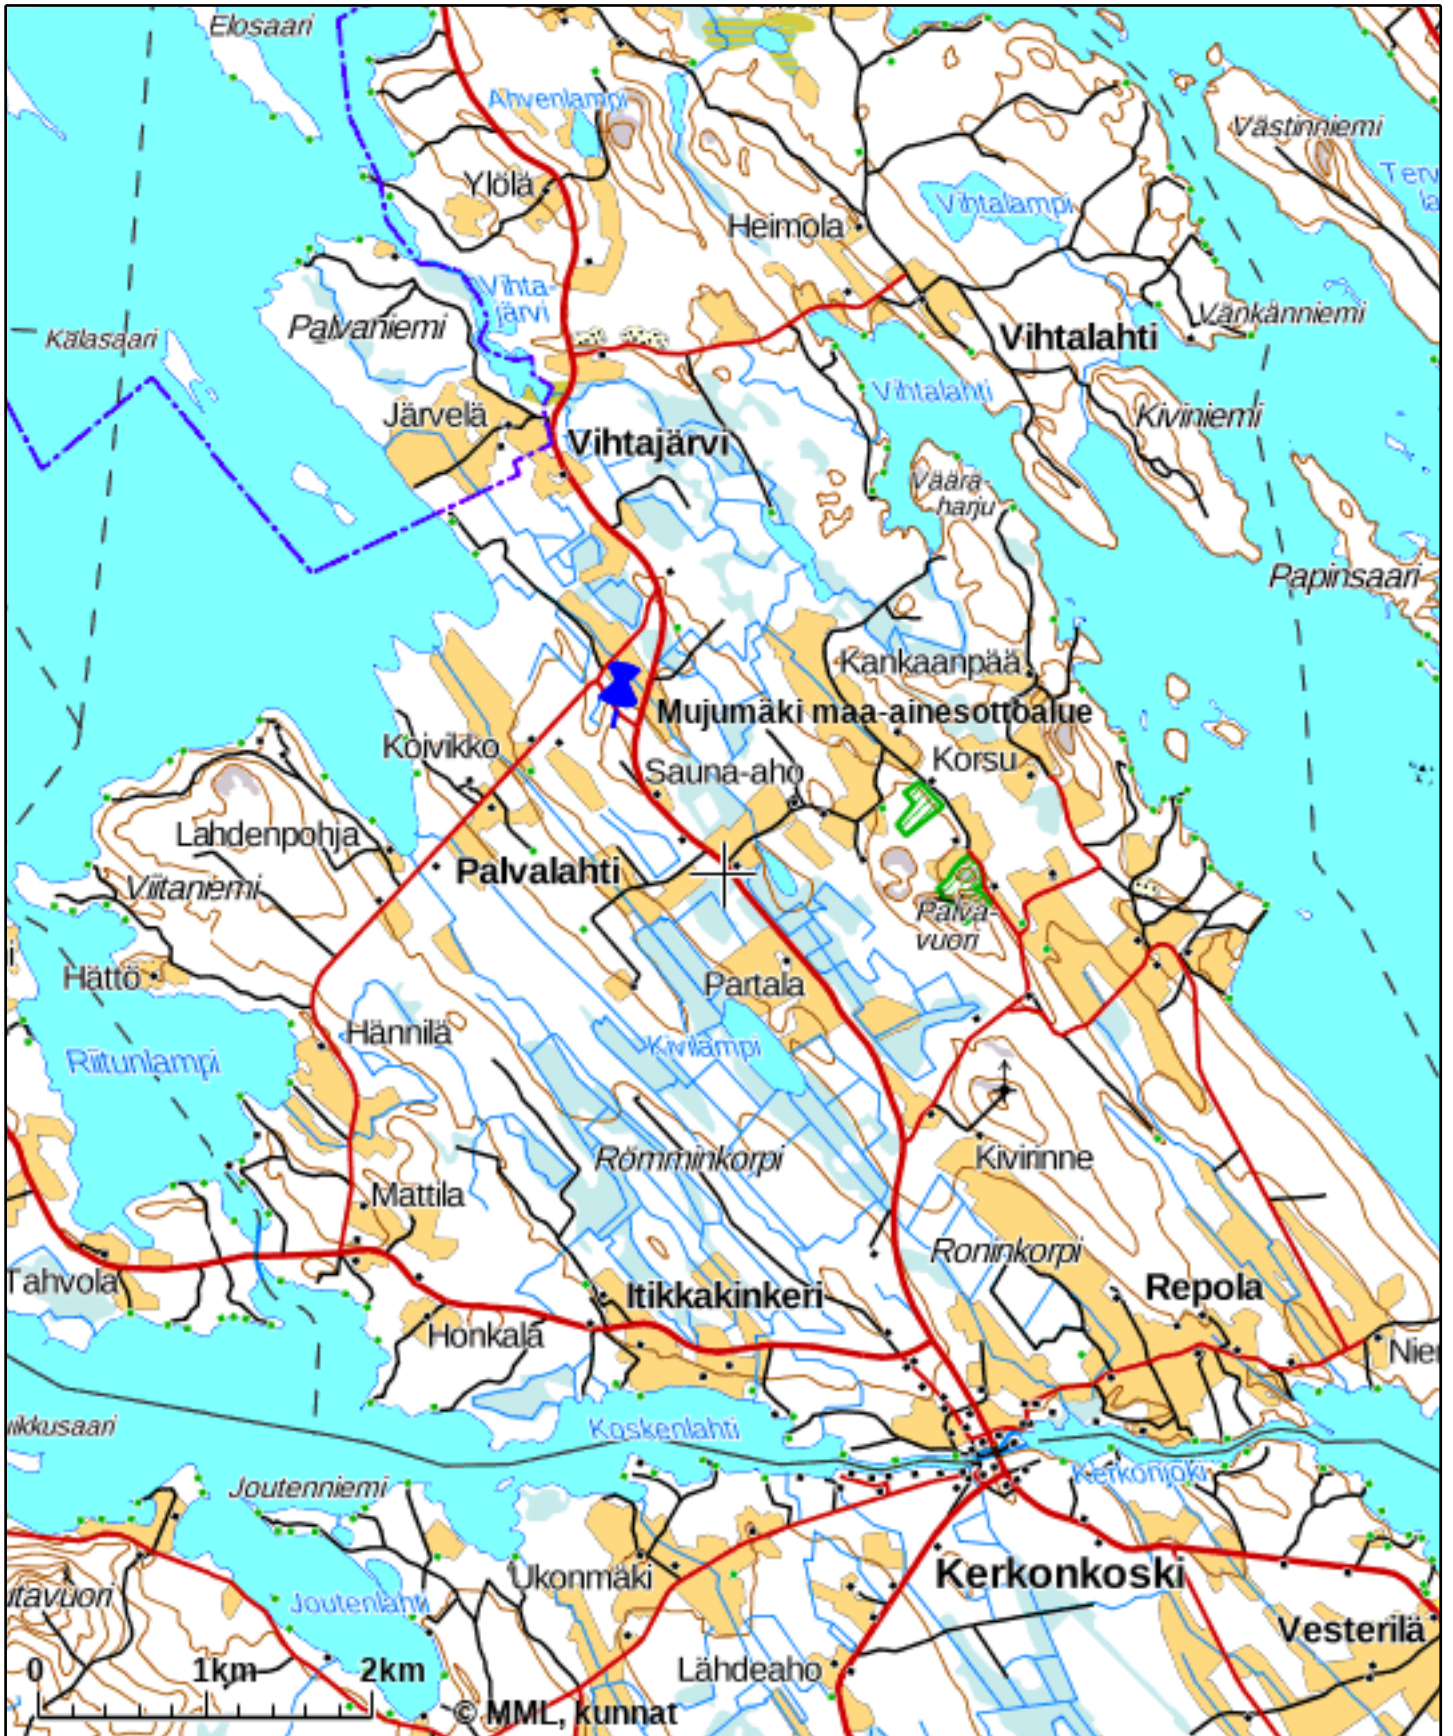 Elosaari
Ahvenlampi
Västinniemi
Ylölä
Vihtalampi
Heimola
Vihta-
järvi
Palvaniemi
Vänkänniemi
Kälasaari
Vihtalahti
Vihtalahti
Järvelä
Kiviniemi
Vihtajärvi
Väärä-
harju
Papinsaari
Kankaanpää
Mujumäki maa-ainesottoalue
Koivikko
Korsu
Sauna-aho
Lahdenpohja
Palvalahti
Viitaniemi
Palva-
vuori
Hättö
Partala
Hännilä
Kivilampi
Riitunlampi
Römminkorpi
Kivirinne
Mattila
Roninkorpi
Tahvola
Itikkakinkeri
Repola
Honkala
Koskenlahti
Kerkonjoki
Joutenniemi
Ukonmäki
Kerkonkoski
Joutenlahti
Vesterilä
Lähdeaho
0 1km 2km
© MML, kunnat